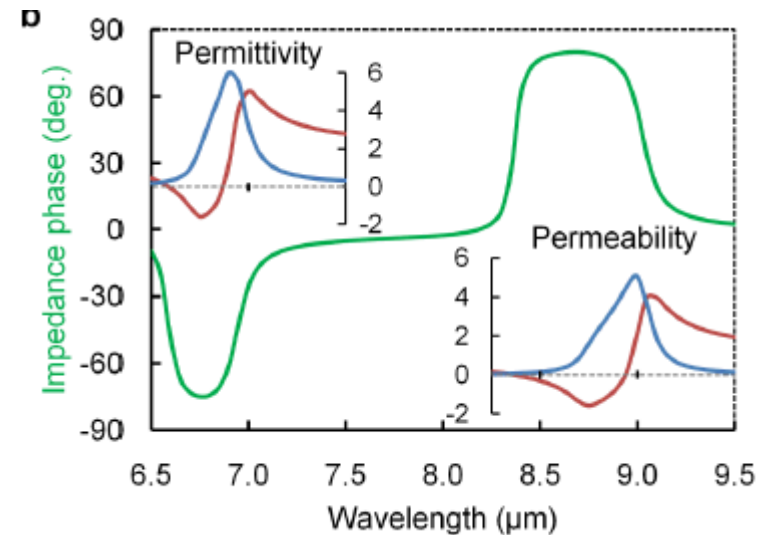 b
Impedance phase (deg.)
90
60
30
0
-30
-60
-90
Permittivity
6
4
2
0
-2
Permeability
6
4
2
0
-2
6.5 7.0 7.5 8.0 8.5 9.0 9.5
Wavelength (µm)